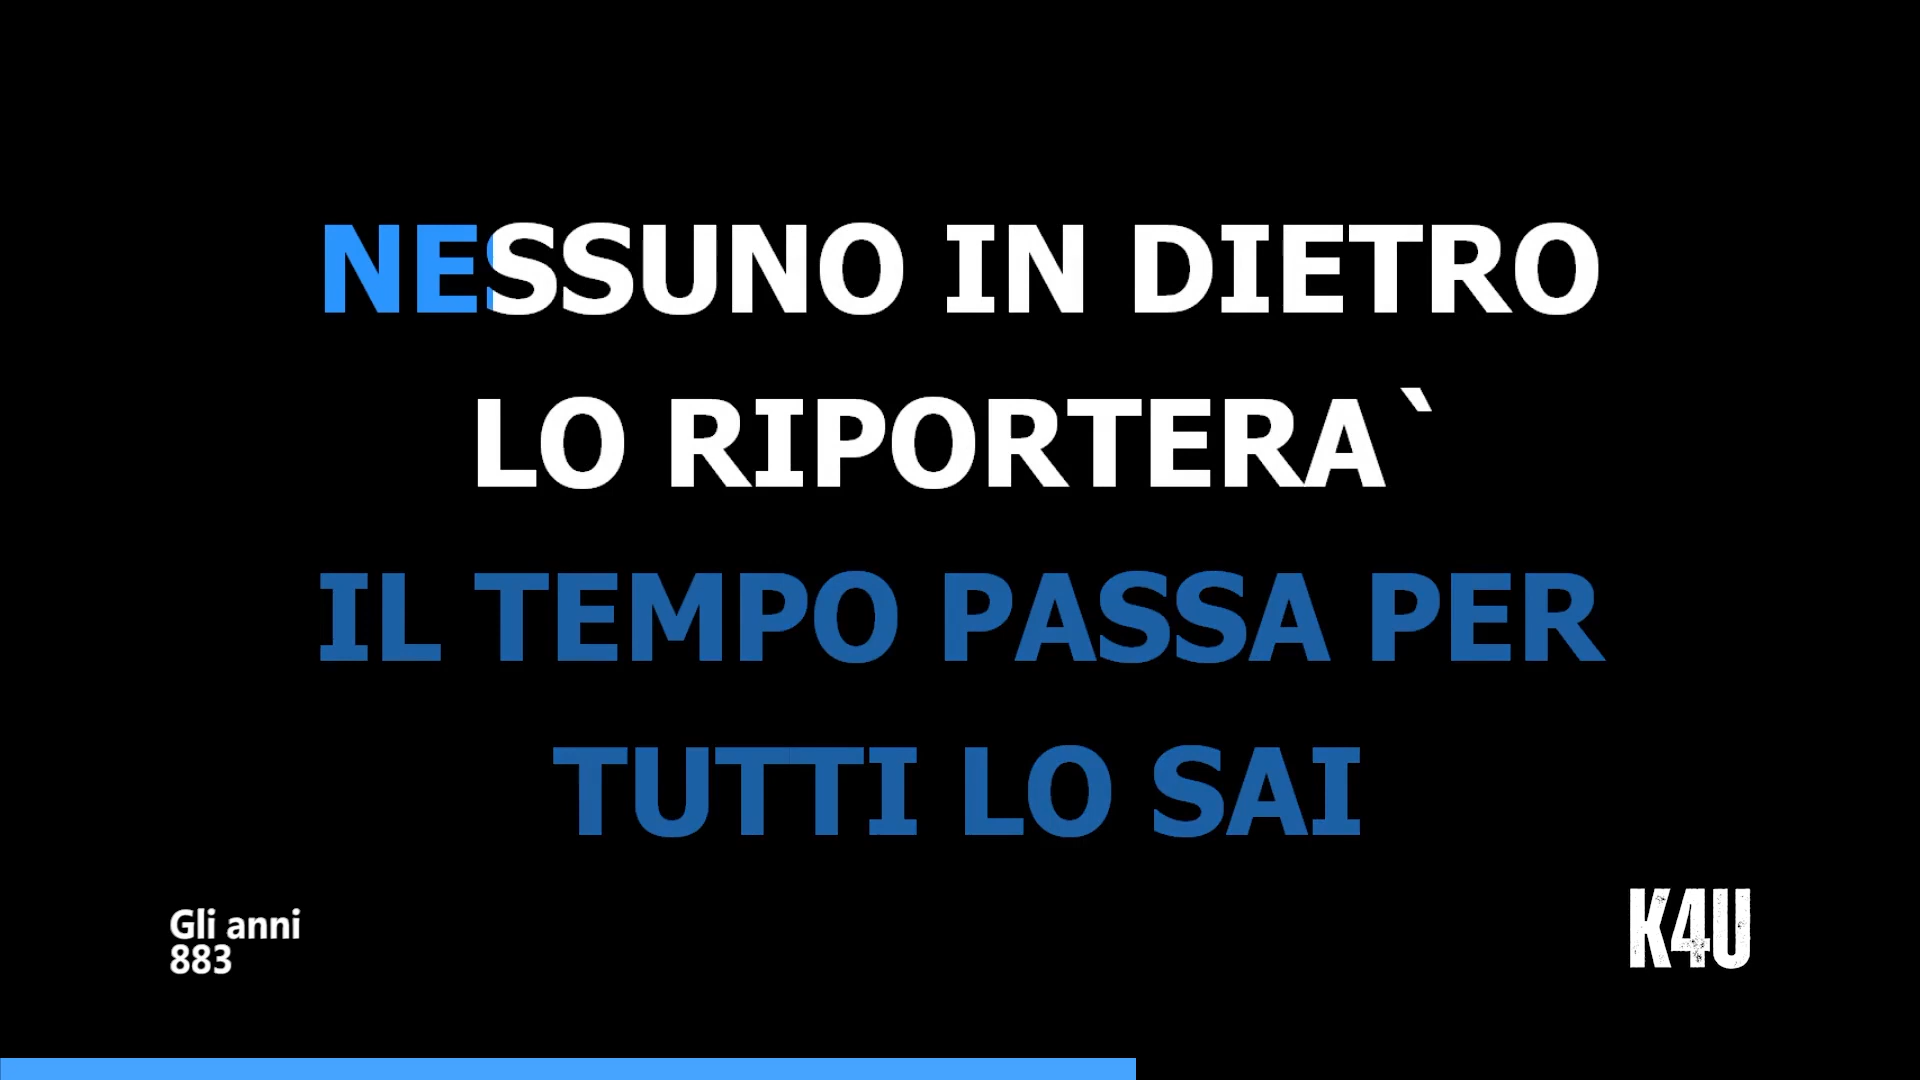 NESSUNO IN DIETRO
LO RIPORTERA`
IL TEMPO PASSA PER
TUTTI LO SAI
Gli anni
883
K4U